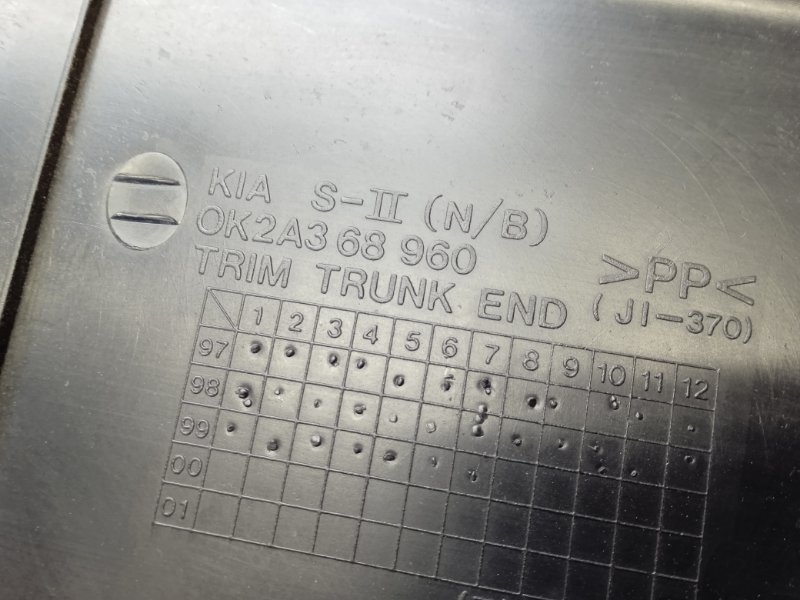 KIA S-II (N/B)
OK2A3 68 960
TRIM TRUNK END
>PP<
(JI-370)
1 2 3 4 5 6 7 8 9 10 11 12
97
98
99
00
01